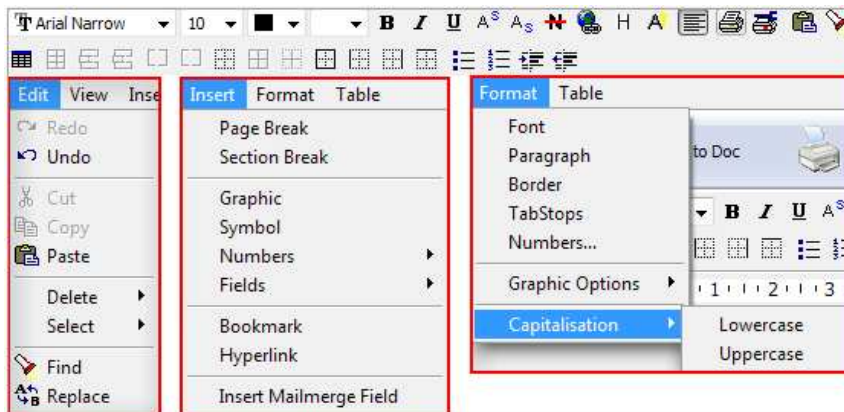 Arial Narrow 10 B I U A S A S N H A
Edit View Inse
Redo
Undo
Cut
Copy
Paste
Delete
Select
Find
Replace
Insert Format Table
Page Break
Section Break
Graphic
Symbol
Numbers
Fields
Bookmark
Hyperlink
Insert Mailmerge Field
Format Table
Font
Paragraph
Border
TabStops
Numbers...
Graphic Options
Capitalisation
Lowercase
Uppercase
to Doc
B I U A S
1 2 3